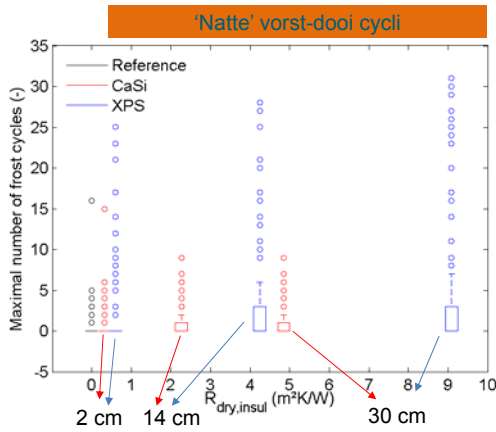 'Natte' vorst-dooi cycli
Maximal number of frost cycles (-)
35
30
25
20
15
10
5
0
-5
Reference
CaSi
XPS
0 1 2 3 4 5 6 7 8 9 10
R dry,insul (m²K/W)
2 cm 14 cm 30 cm